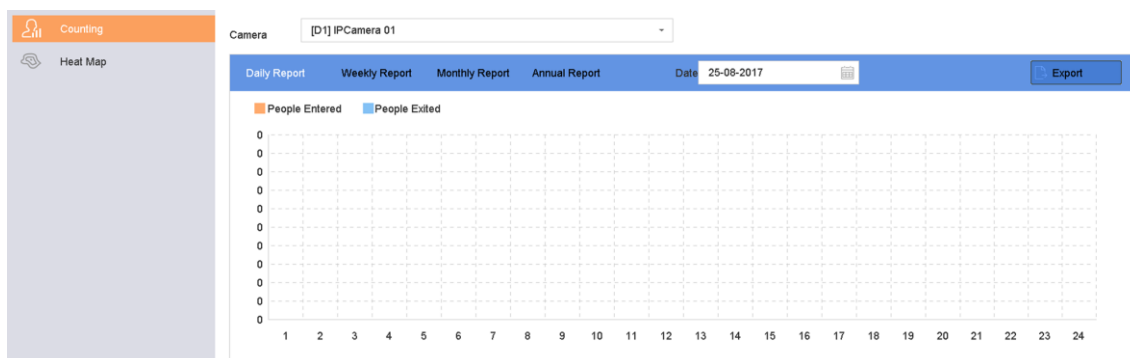 Counting
Heat Map
Camera
[D1] IPCamera 01
Daily Report Weekly Report Monthly Report Annual Report Date 25-08-2017 Export
People Entered People Exited
0
0
0
0
0
0
0
0
0
0
0
1 2 3 4 5 6 7 8 9 10 11 12 13 14 15 16 17 18 19 20 21 22 23 24